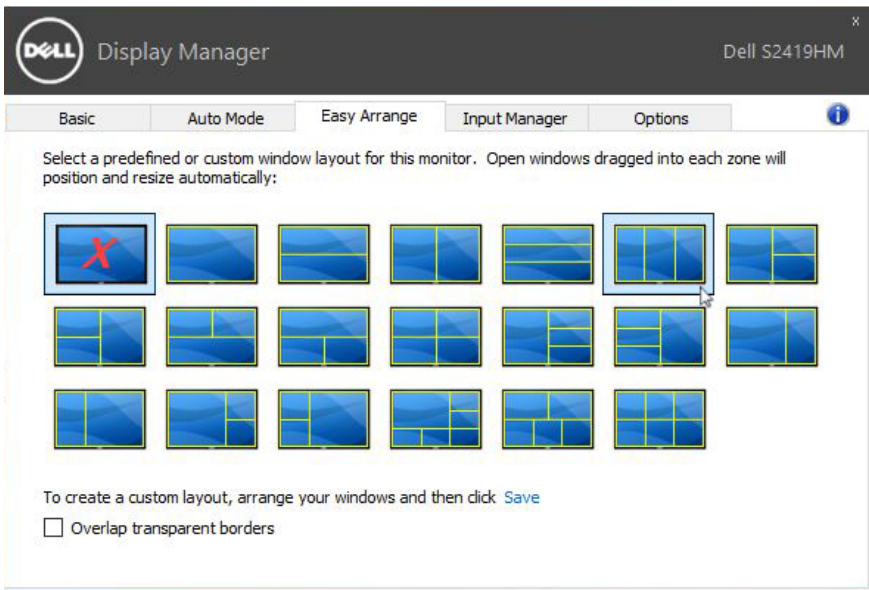 DELL Display Manager
x
Dell S2419HM
Basic Auto Mode Easy Arrange Input Manager Options i
Select a predefined or custom window layout for this monitor. Open windows dragged into each zone will
position and resize automatically:
X
To create a custom layout, arrange your windows and then click Save
Overlap transparent borders